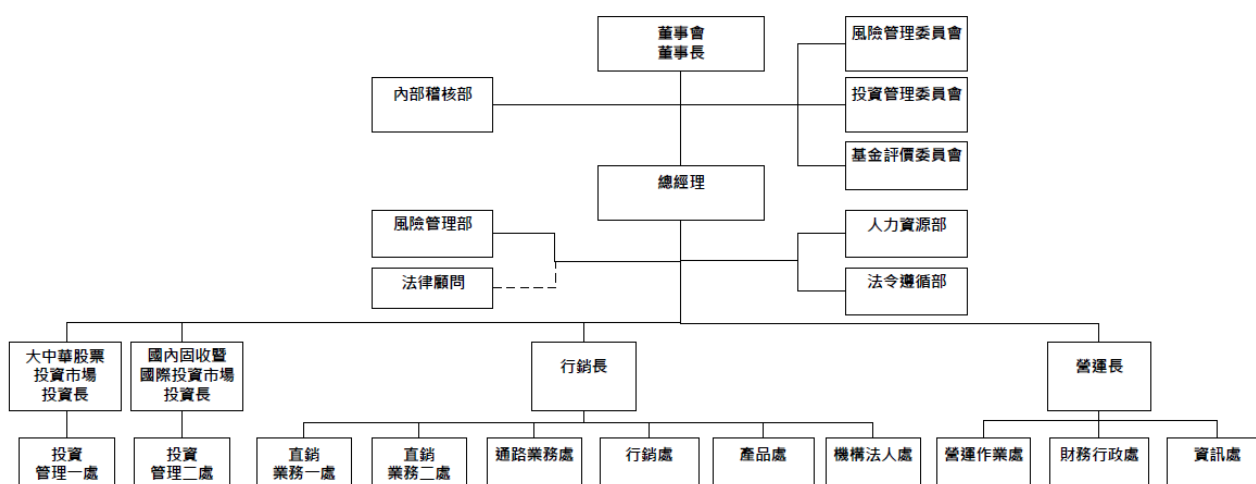 董事會
董事長
風險管理委員會
內部稽核部
投資管理委員會
基金評價委員會
總經理
風險管理部
人力資源部
法律顧問
法令遵循部
大中華股票
投資市場
投資長
國內固收暨
國際投資市場
投資長
行銷長
營運長
投資
管理一處
投資
管理二處
直銷
業務一處
直銷
業務二處
通路業務處
行銷處
產品處
機構法人處
營運作業處
財務行政處
資訊處